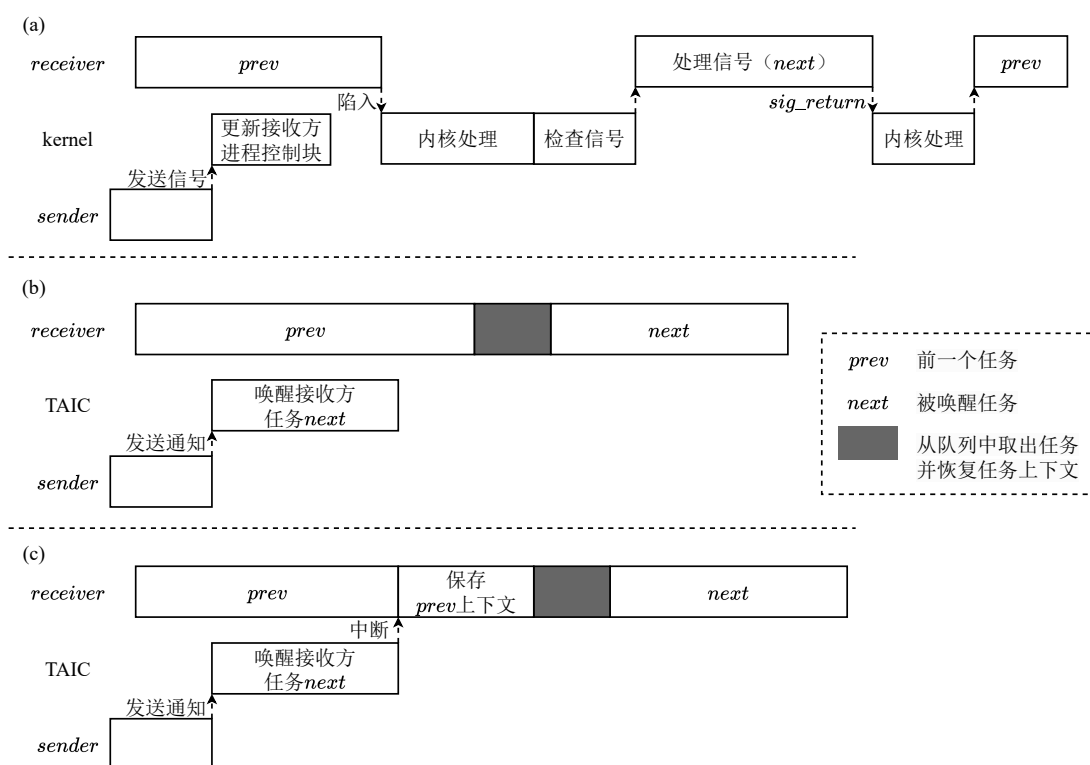 (a)
receiver
prev
处理信号（next）
prev
陷入
sig_return
kernel
更新接收方
进程控制块
内核处理
检查信号
内核处理
发送信号
sender
(b)
receiver
prev
next
TAIC
唤醒接收方
任务next
发送通知
sender
prev 前一个任务
next 被唤醒任务
从队列中取出任务
并恢复任务上下文
(c)
receiver
prev
保存
prev上下文
next
中断
TAIC
唤醒接收方
任务next
发送通知
sender